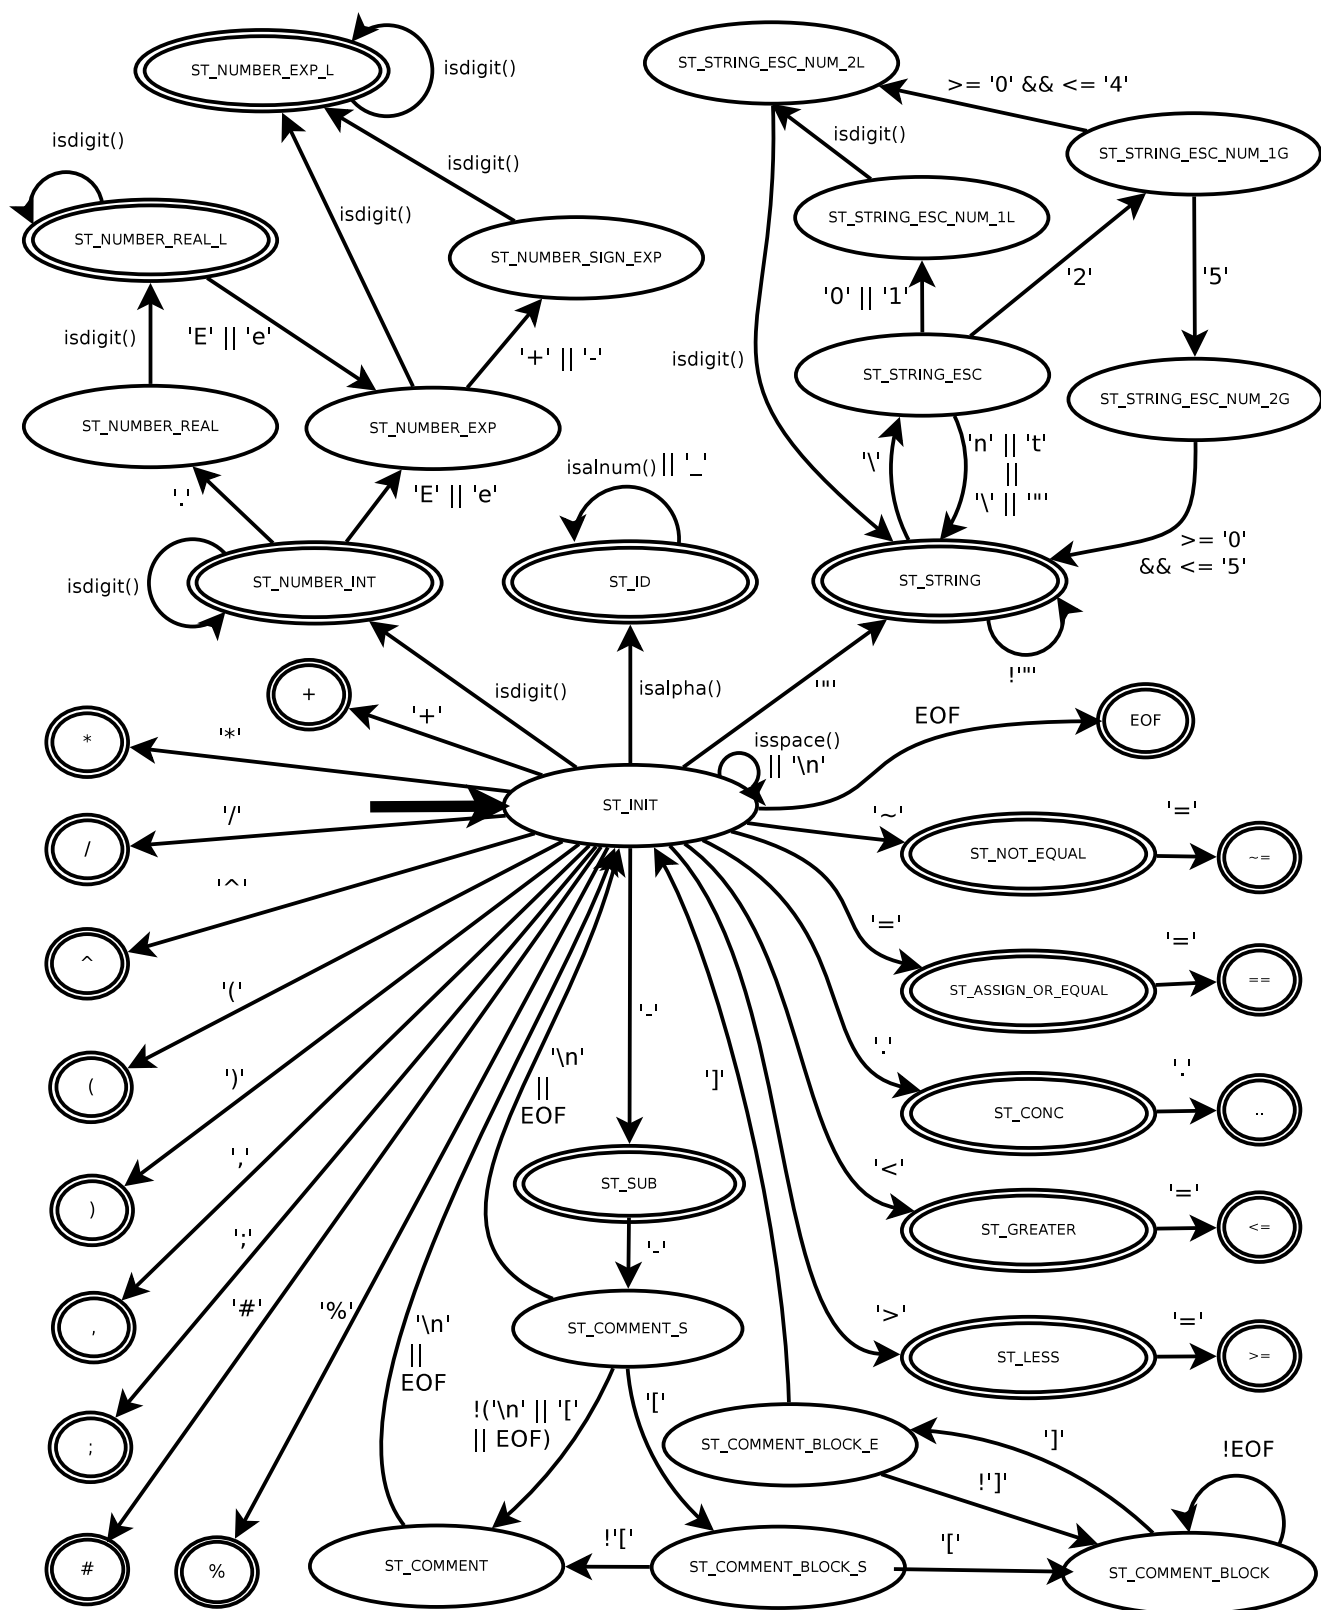 ST_NUMBER_EXP_L
isdigit()
ST_STRING_ESC_NUM_2L
>= '0' && <= '4'
isdigit()
isdigit()
isdigit()
ST_STRING_ESC_NUM_1G
ST_STRING_ESC_NUM_1L
isdigit()
ST_NUMBER_REAL_L
ST_NUMBER_SIGN_EXP
'2'
'5'
'0' || '1'
isdigit()
'E' || 'e'
'+' || '-'
isdigit()
ST_STRING_ESC
ST_STRING_ESC_NUM_2G
ST_NUMBER_REAL
ST_NUMBER_EXP
'\'
'n' || 't'
||
'\' || '"'
isalnum() || '_'
'.'
'E' || 'e'
>= '0'
&& <= '5'
isdigit()
ST_NUMBER_INT
ST_ID
ST_STRING
!'"'
isdigit()
isalpha()
'"'
+
'+'
EOF
EOF
*
'*'
isspace()
|| '\n'
ST_INIT
/
'/'
'~'
ST_NOT_EQUAL
'='
~=
'^'
^
'='
ST_ASSIGN_OR_EQUAL
'='
==
'('
(
'-'
'\n'
||
EOF
']'
'.'
ST_CONC
'.'
..
')'
)
','
ST_SUB
'<'
ST_GREATER
'='
<=
';'
'-'
,
'#'
'%'
'\n'
||
EOF
ST_COMMENT_S
'>'
ST_LESS
'='
>=
!('\n' || '['
|| EOF)
'['
;
ST_COMMENT_BLOCK_E
']'
!EOF
!']'
#
%
ST_COMMENT
!'['
ST_COMMENT_BLOCK_S
'['
ST_COMMENT_BLOCK